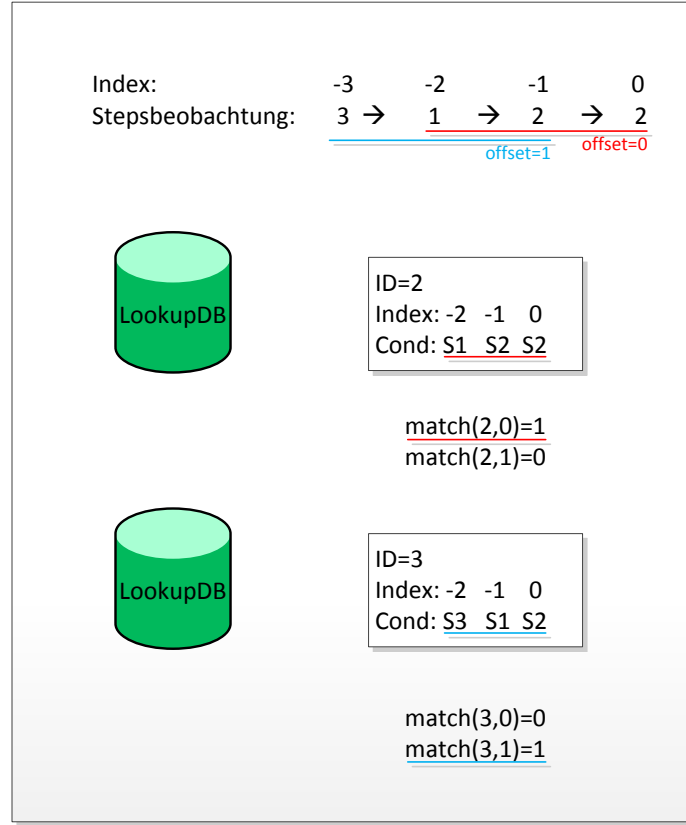 Index: -3 -2 -1 0
Stepsbeobachtung: 3 → 1 → 2 → 2
offset=1 offset=0
LookupDB
ID=2
Index: -2 -1 0
Cond: S1 S2 S2
match(2,0)=1
match(2,1)=0
LookupDB
ID=3
Index: -2 -1 0
Cond: S3 S1 S2
match(3,0)=0
match(3,1)=1